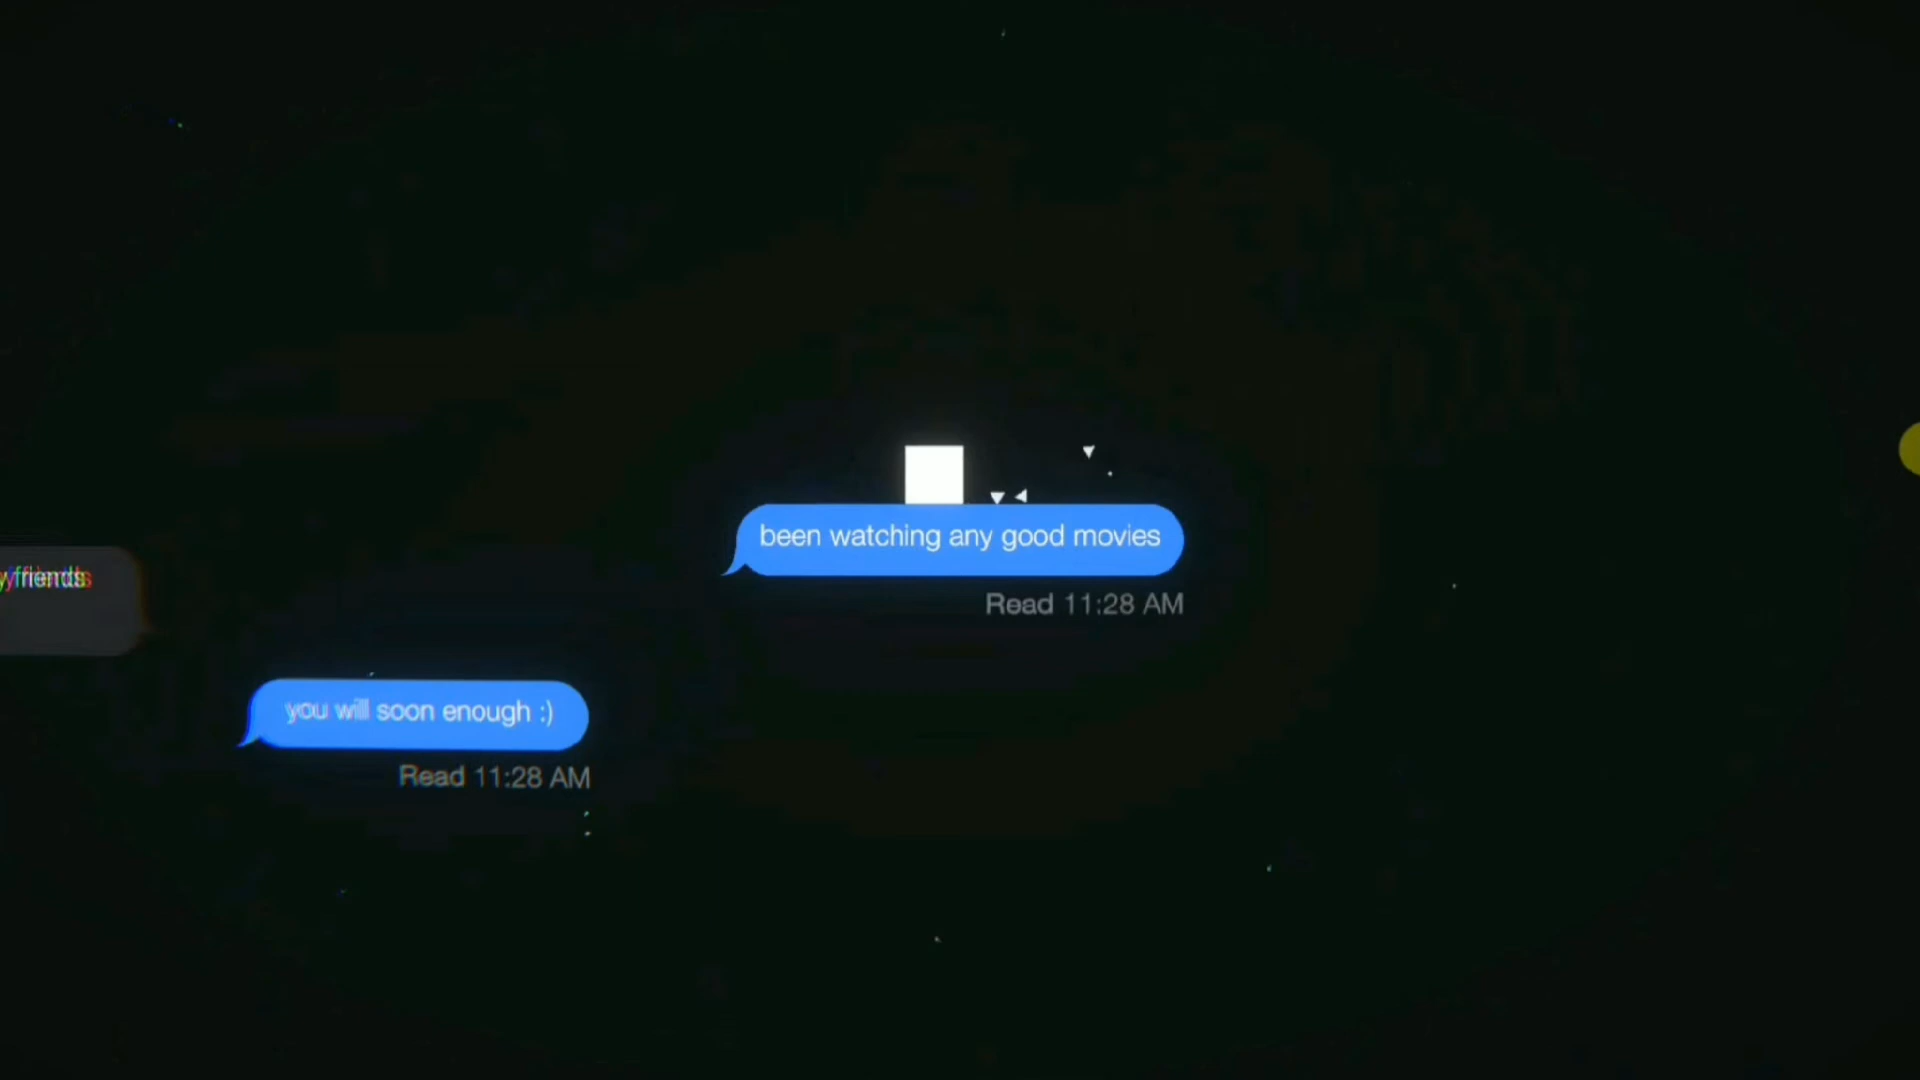 y friends
you will soon enough :)
Read 11:28 AM
been watching any good movies
Read 11:28 AM